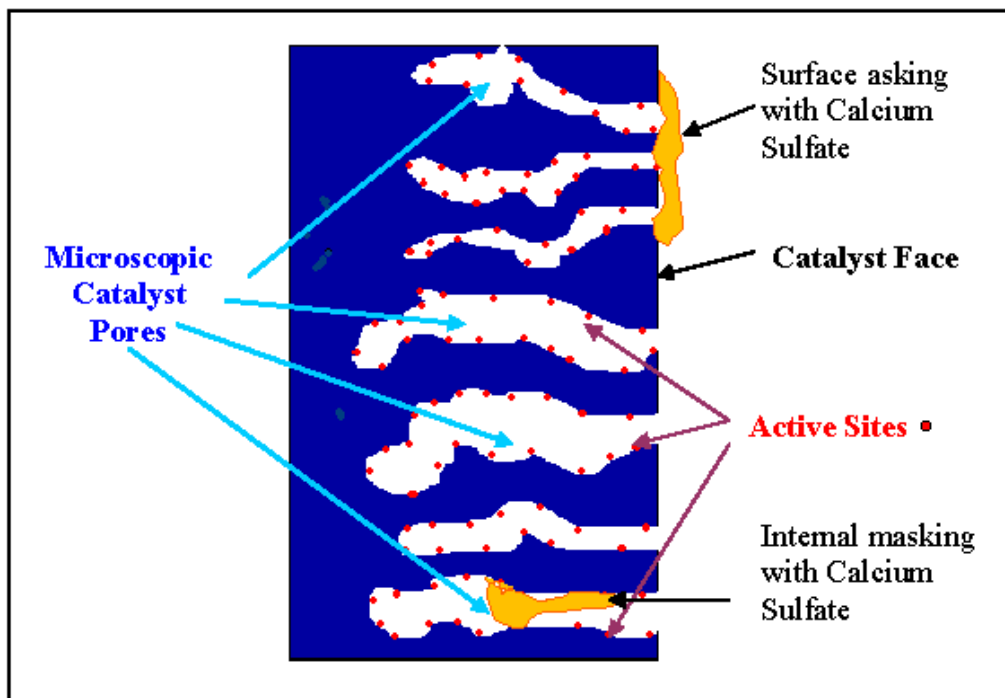 Surface asking
with Calcium
Sulfate
Microscopic
Catalyst
Pores
Catalyst Face
Active Sites
Internal masking
with Calcium
Sulfate